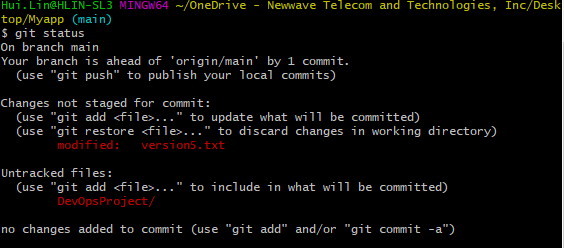 Hui.Lin@HLIN-SL3 MINGW64 ~/OneDrive - Newwave Telecom and Technologies, Inc/Desk
top/Myapp (main)
$ git status
On branch main
Your branch is ahead of 'origin/main' by 1 commit.
  (use "git push" to publish your local commits)

Changes not staged for commit:
  (use "git add <file>..." to update what will be committed)
  (use "git restore <file>..." to discard changes in working directory)
        modified:   version5.txt

Untracked files:
  (use "git add <file>..." to include in what will be committed)
        DevOpsProject/

no changes added to commit (use "git add" and/or "git commit -a")